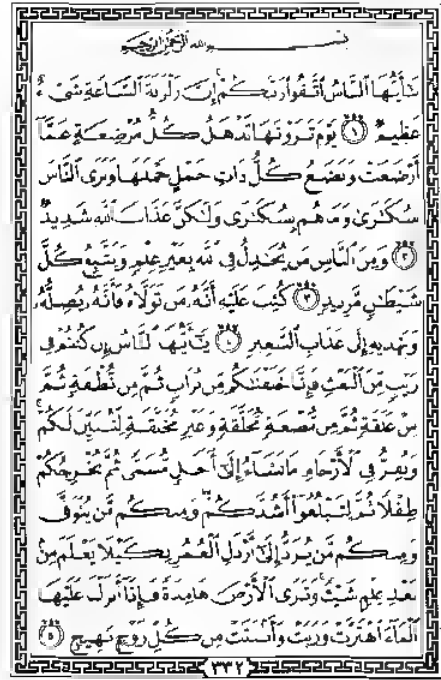 بسم الله الرحمن الرحيم
يَٰٓأَيُّهَا ٱلنَّاسُ ٱتَّقُوا۟ رَبَّكُمْ إِنَّ زَلْزَلَةَ ٱلسَّاعَةِ شَىْءٌ
عَظِيمٌ ١ يَوْمَ تَرَوْنَهَا تَذْهَلُ كُلُّ مُرْضِعَةٍ عَمَّآ
أَرْضَعَتْ وَتَضَعُ كُلُّ ذَاتِ حَمْلٍ حَمْلَهَا وَتَرَى ٱلنَّاسَ
سُكَٰرَىٰ وَمَا هُم بِسُكَٰرَىٰ وَلَٰكِنَّ عَذَابَ ٱللَّهِ شَدِيدٌ
٢ وَمِنَ ٱلنَّاسِ مَن يُجَٰدِلُ فِى ٱللَّهِ بِغَيْرِ عِلْمٍ وَيَتَّبِعُ كُلَّ
شَيْطَٰنٍ مَّرِيدٍ ٣ كُتِبَ عَلَيْهِ أَنَّهُۥ مَن تَوَلَّاهُ فَأَنَّهُۥ يُضِلُّهُۥ
وَيَهْدِيهِ إِلَىٰ عَذَابِ ٱلسَّعِيرِ ٤ يَٰٓأَيُّهَا ٱلنَّاسُ إِن كُنتُمْ فِى
رَيْبٍ مِّنَ ٱلْبَعْثِ فَإِنَّا خَلَقْنَٰكُم مِّن تُرَابٍ ثُمَّ مِن نُّطْفَةٍ ثُمَّ
مِنْ عَلَقَةٍ ثُمَّ مِن مُّضْغَةٍ مُّخَلَّقَةٍ وَغَيْرِ مُخَلَّقَةٍ لِّنُبَيِّنَ لَكُمْ
وَنُقِرُّ فِى ٱلْأَرْحَامِ مَا نَشَآءُ إِلَىٰٓ أَجَلٍ مُّسَمًّى ثُمَّ نُخْرِجُكُمْ
طِفْلًا ثُمَّ لِتَبْلُغُوٓا۟ أَشُدَّكُمْ وَمِنكُم مَّن يُتَوَفَّىٰ
وَمِنكُم مَّن يُرَدُّ إِلَىٰٓ أَرْذَلِ ٱلْعُمُرِ لِكَيْلَا يَعْلَمَ مِنۢ
بَعْدِ عِلْمٍ شَيْـًٔا وَتَرَى ٱلْأَرْضَ هَامِدَةً فَإِذَآ أَنزَلْنَا عَلَيْهَا
ٱلْمَآءَ ٱهْتَزَّتْ وَرَبَتْ وَأَنۢبَتَتْ مِن كُلِّ زَوْجٍۭ بَهِيجٍ ٥
٣٣٢